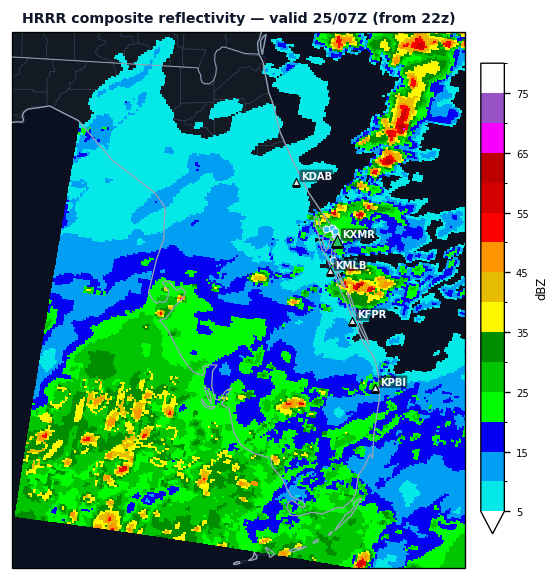 HRRR composite reflectivity — valid 25/07Z (from 22z)
KDAB
KXMR
KMLB
KFPR
KPBI
75
65
55
45
35
25
15
5
dBZ